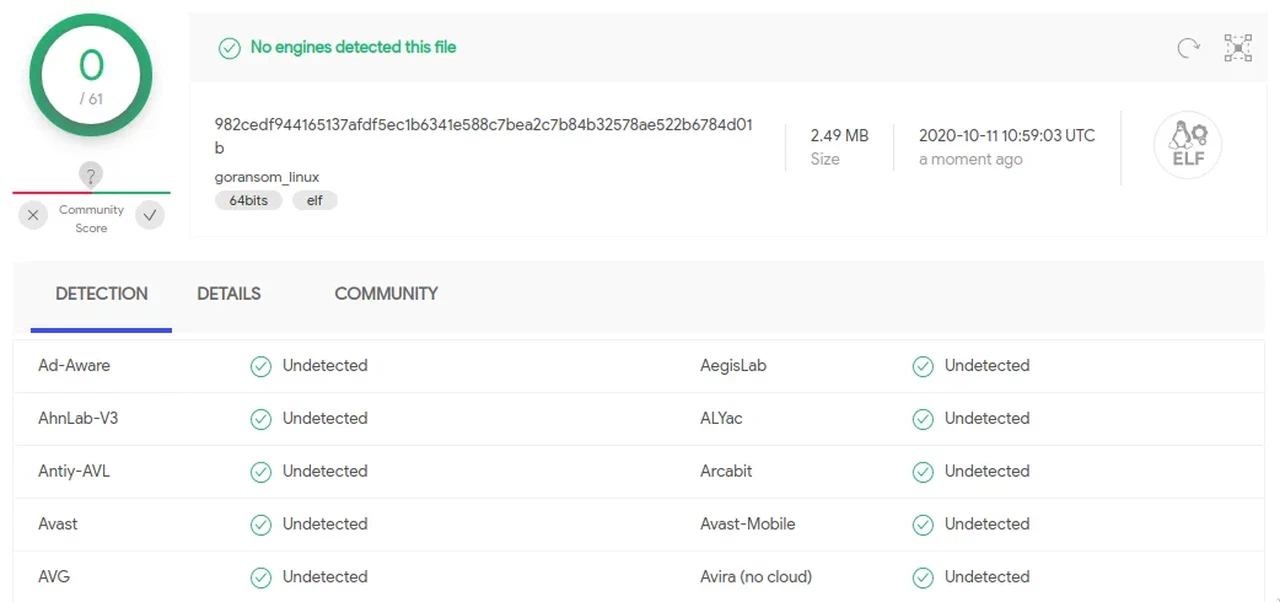 0
/ 61
?
Community
Score
No engines detected this file
982cedf944165137afdf5ec1b6341e588c7bea2c7b84b32578ae522b6784d01
b
goransom_linux
64bits elf
2.49 MB
Size
2020-10-11 10:59:03 UTC
a moment ago
ELF
DETECTION DETAILS COMMUNITY
Ad-Aware Undetected AegisLab Undetected
AhnLab-V3 Undetected ALYac Undetected
Antiy-AVL Undetected Arcabit Undetected
Avast Undetected Avast-Mobile Undetected
AVG Undetected Avira (no cloud) Undetected